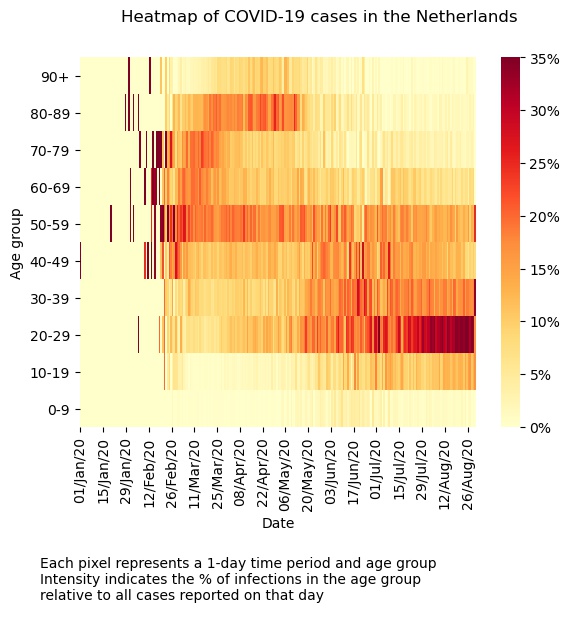 Heatmap of COVID-19 cases in the Netherlands
90+
80-89
70-79
60-69
50-59
40-49
30-39
20-29
10-19
0-9
Age group
01/Jan/20
15/Jan/20
29/Jan/20
12/Feb/20
26/Feb/20
11/Mar/20
25/Mar/20
08/Apr/20
22/Apr/20
06/May/20
20/May/20
03/Jun/20
17/Jun/20
01/Jul/20
15/Jul/20
29/Jul/20
12/Aug/20
26/Aug/20
Date
35%
30%
25%
20%
15%
10%
5%
0%
Each pixel represents a 1-day time period and age group
Intensity indicates the % of infections in the age group
relative to all cases reported on that day